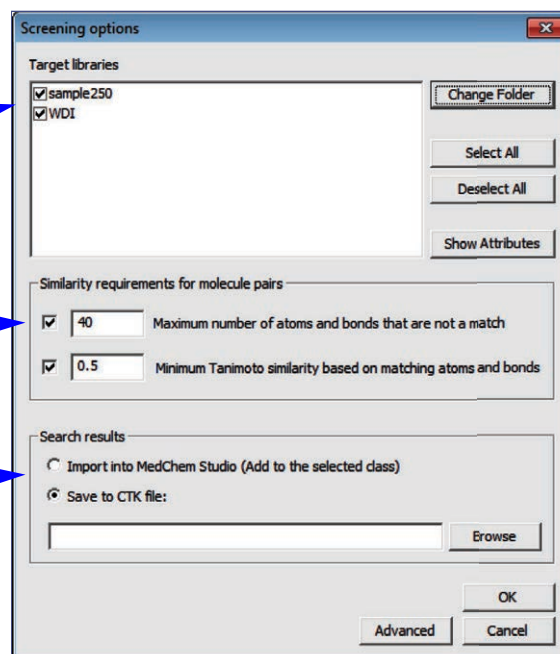 Screening options
Target libraries
sample250
WDI
Change Folder
Select All
Deselect All
Show Attributes
Similarity requirements for molecule pairs
40 Maximum number of atoms and bonds that are not a match
0.5 Minimum Tanimoto similarity based on matching atoms and bonds
Search results
Import into MedChem Studio (Add to the selected class)
Save to CTK file:
Browse
OK
Advanced Cancel